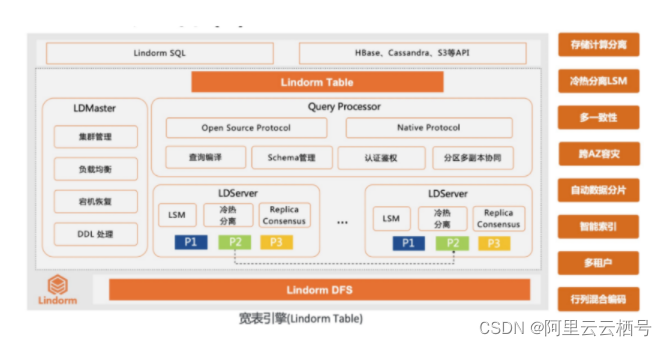 Lindorm SQL
HBase、Cassandra、S3等API
Lindorm Table
LDMaster
集群管理
负载均衡
宕机恢复
DDL 处理
Query Processor
Open Source Protocol
Native Protocol
查询编译
Schema管理
认证鉴权
分区多副本协同
LDServer
LSM
冷热
分离
Replica
Consensus
P1
P2
P3
...
LDServer
LSM
冷热
分离
Replica
Consensus
P1
P2
P3
Lindorm
Lindorm DFS
宽表引擎(Lindorm Table)
存储计算分离
冷热分离LSM
多一致性
跨AZ容灾
自动数据分片
智能索引
多租户
行列混合编码
CSDN @阿里云云栖号